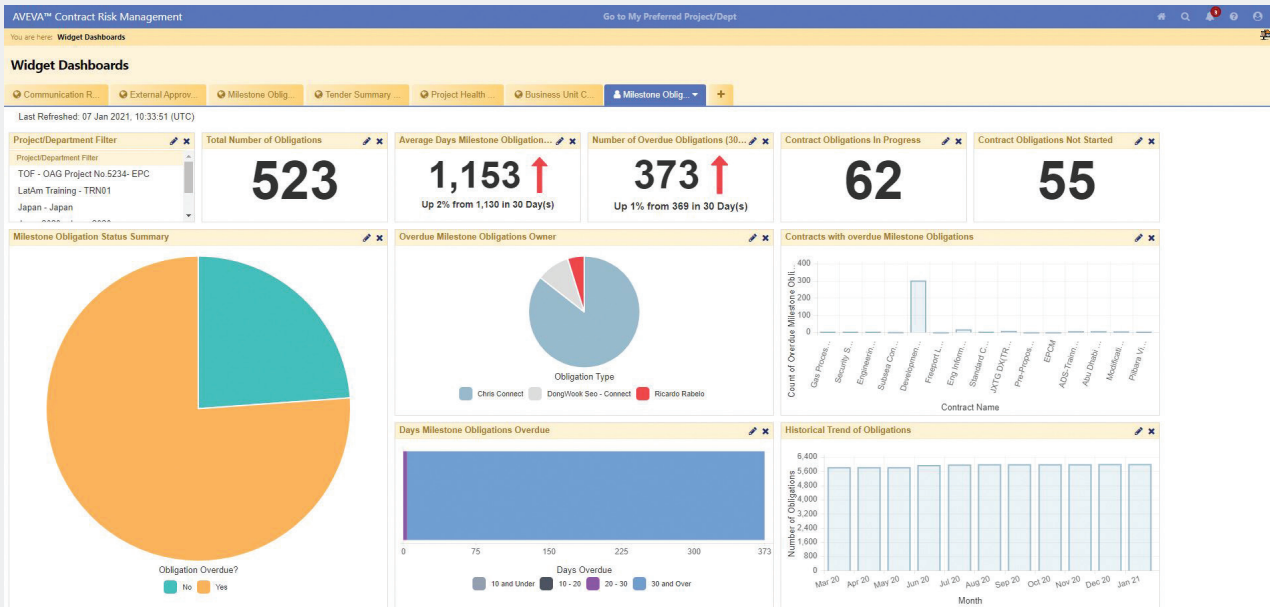 AVEVA™ Contract Risk Management
Go to My Preferred Project/Dept
3
You are here: Widget Dashboards
Widget Dashboards
Communication R...
External Approv...
Milestone Oblig...
Tender Summary ...
Project Health ...
Business Unit C...
Milestone Oblig...
+
Last Refreshed: 07 Jan 2021, 10:33:51 (UTC)
Project/Department Filter
Project/Department Filter
TOF - OAG Project No.5234- EPC
LatAm Training - TRN01
Japan - Japan
Total Number of Obligations
523
Average Days Milestone Obligation...
1,153
Up 2% from 1,130 in 30 Day(s)
Number of Overdue Obligations (30...
373
Up 1% from 369 in 30 Day(s)
Contract Obligations In Progress
62
Contract Obligations Not Started
55
Milestone Obligation Status Summary
Obligation Overdue?
No
Yes
Overdue Milestone Obligations Owner
Obligation Type
Chris Connect
DongWook Seo - Connect
Ricardo Rabelo
Contracts with overdue Milestone Obligations
Count of Overdue Milestone Obli...
400
300
200
100
0
Gas Proces...
Security S...
Engineerin...
Subsea Con...
Developmen...
Freeport L...
Eng Inform...
Standard C...
JXTG DX(TR...
Pre-Propos...
EPCM
ADS-Trainn...
Abu Dhabi ...
Modificati...
Pilbara Vi...
Contract Name
Days Milestone Obligations Overdue
0
75
150
225
300
373
Days Overdue
10 and Under
10 - 20
20 - 30
30 and Over
Historical Trend of Obligations
Number of Obligations
6,400
5,600
4,800
4,000
3,200
2,400
1,600
800
0
Mar 20
Apr 20
May 20
Jun 20
Jul 20
Aug 20
Sep 20
Oct 20
Nov 20
Dec 20
Jan 21
Month